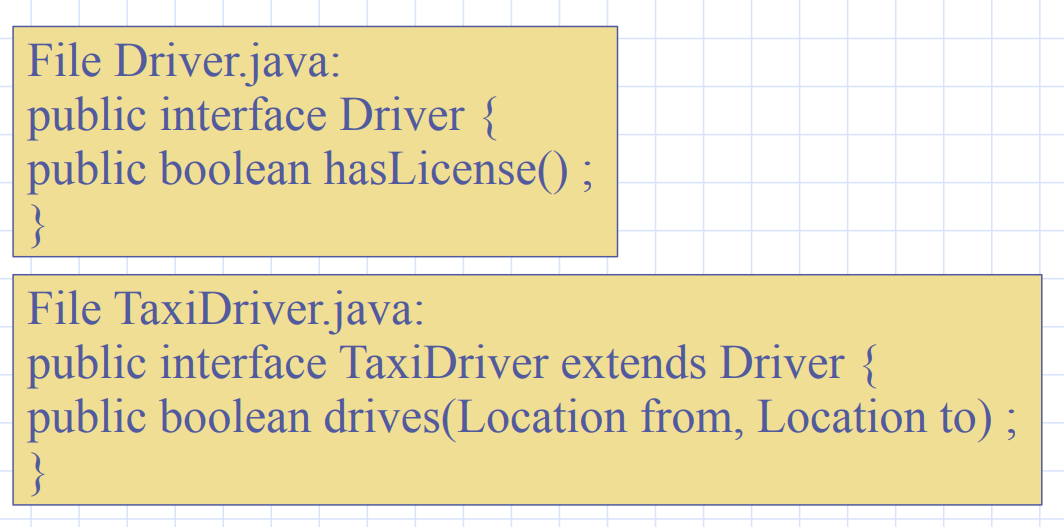 File Driver.java:
public interface Driver {
public boolean hasLicense() ;
}
File TaxiDriver.java:
public interface TaxiDriver extends Driver {
public boolean drives(Location from, Location to) ;
}